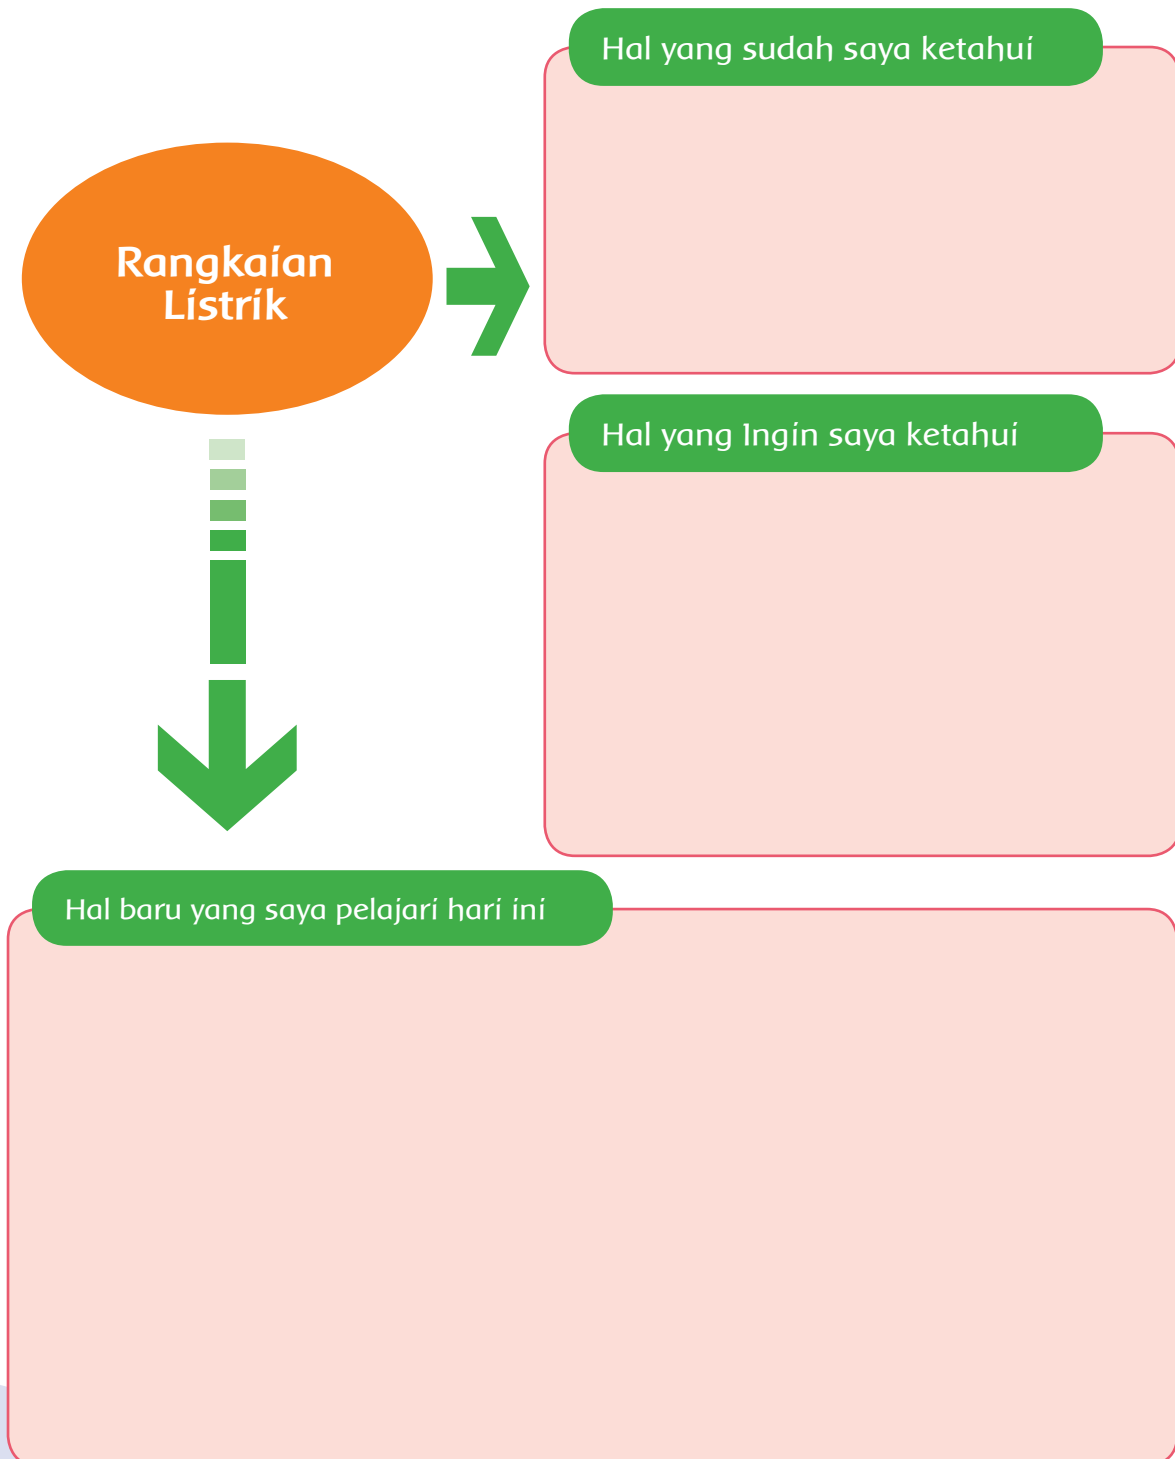 Hal yang sudah saya ketahui
Rangkaian
Listrik
Hal yang Ingin saya ketahui
Hal baru yang saya pelajari hari ini